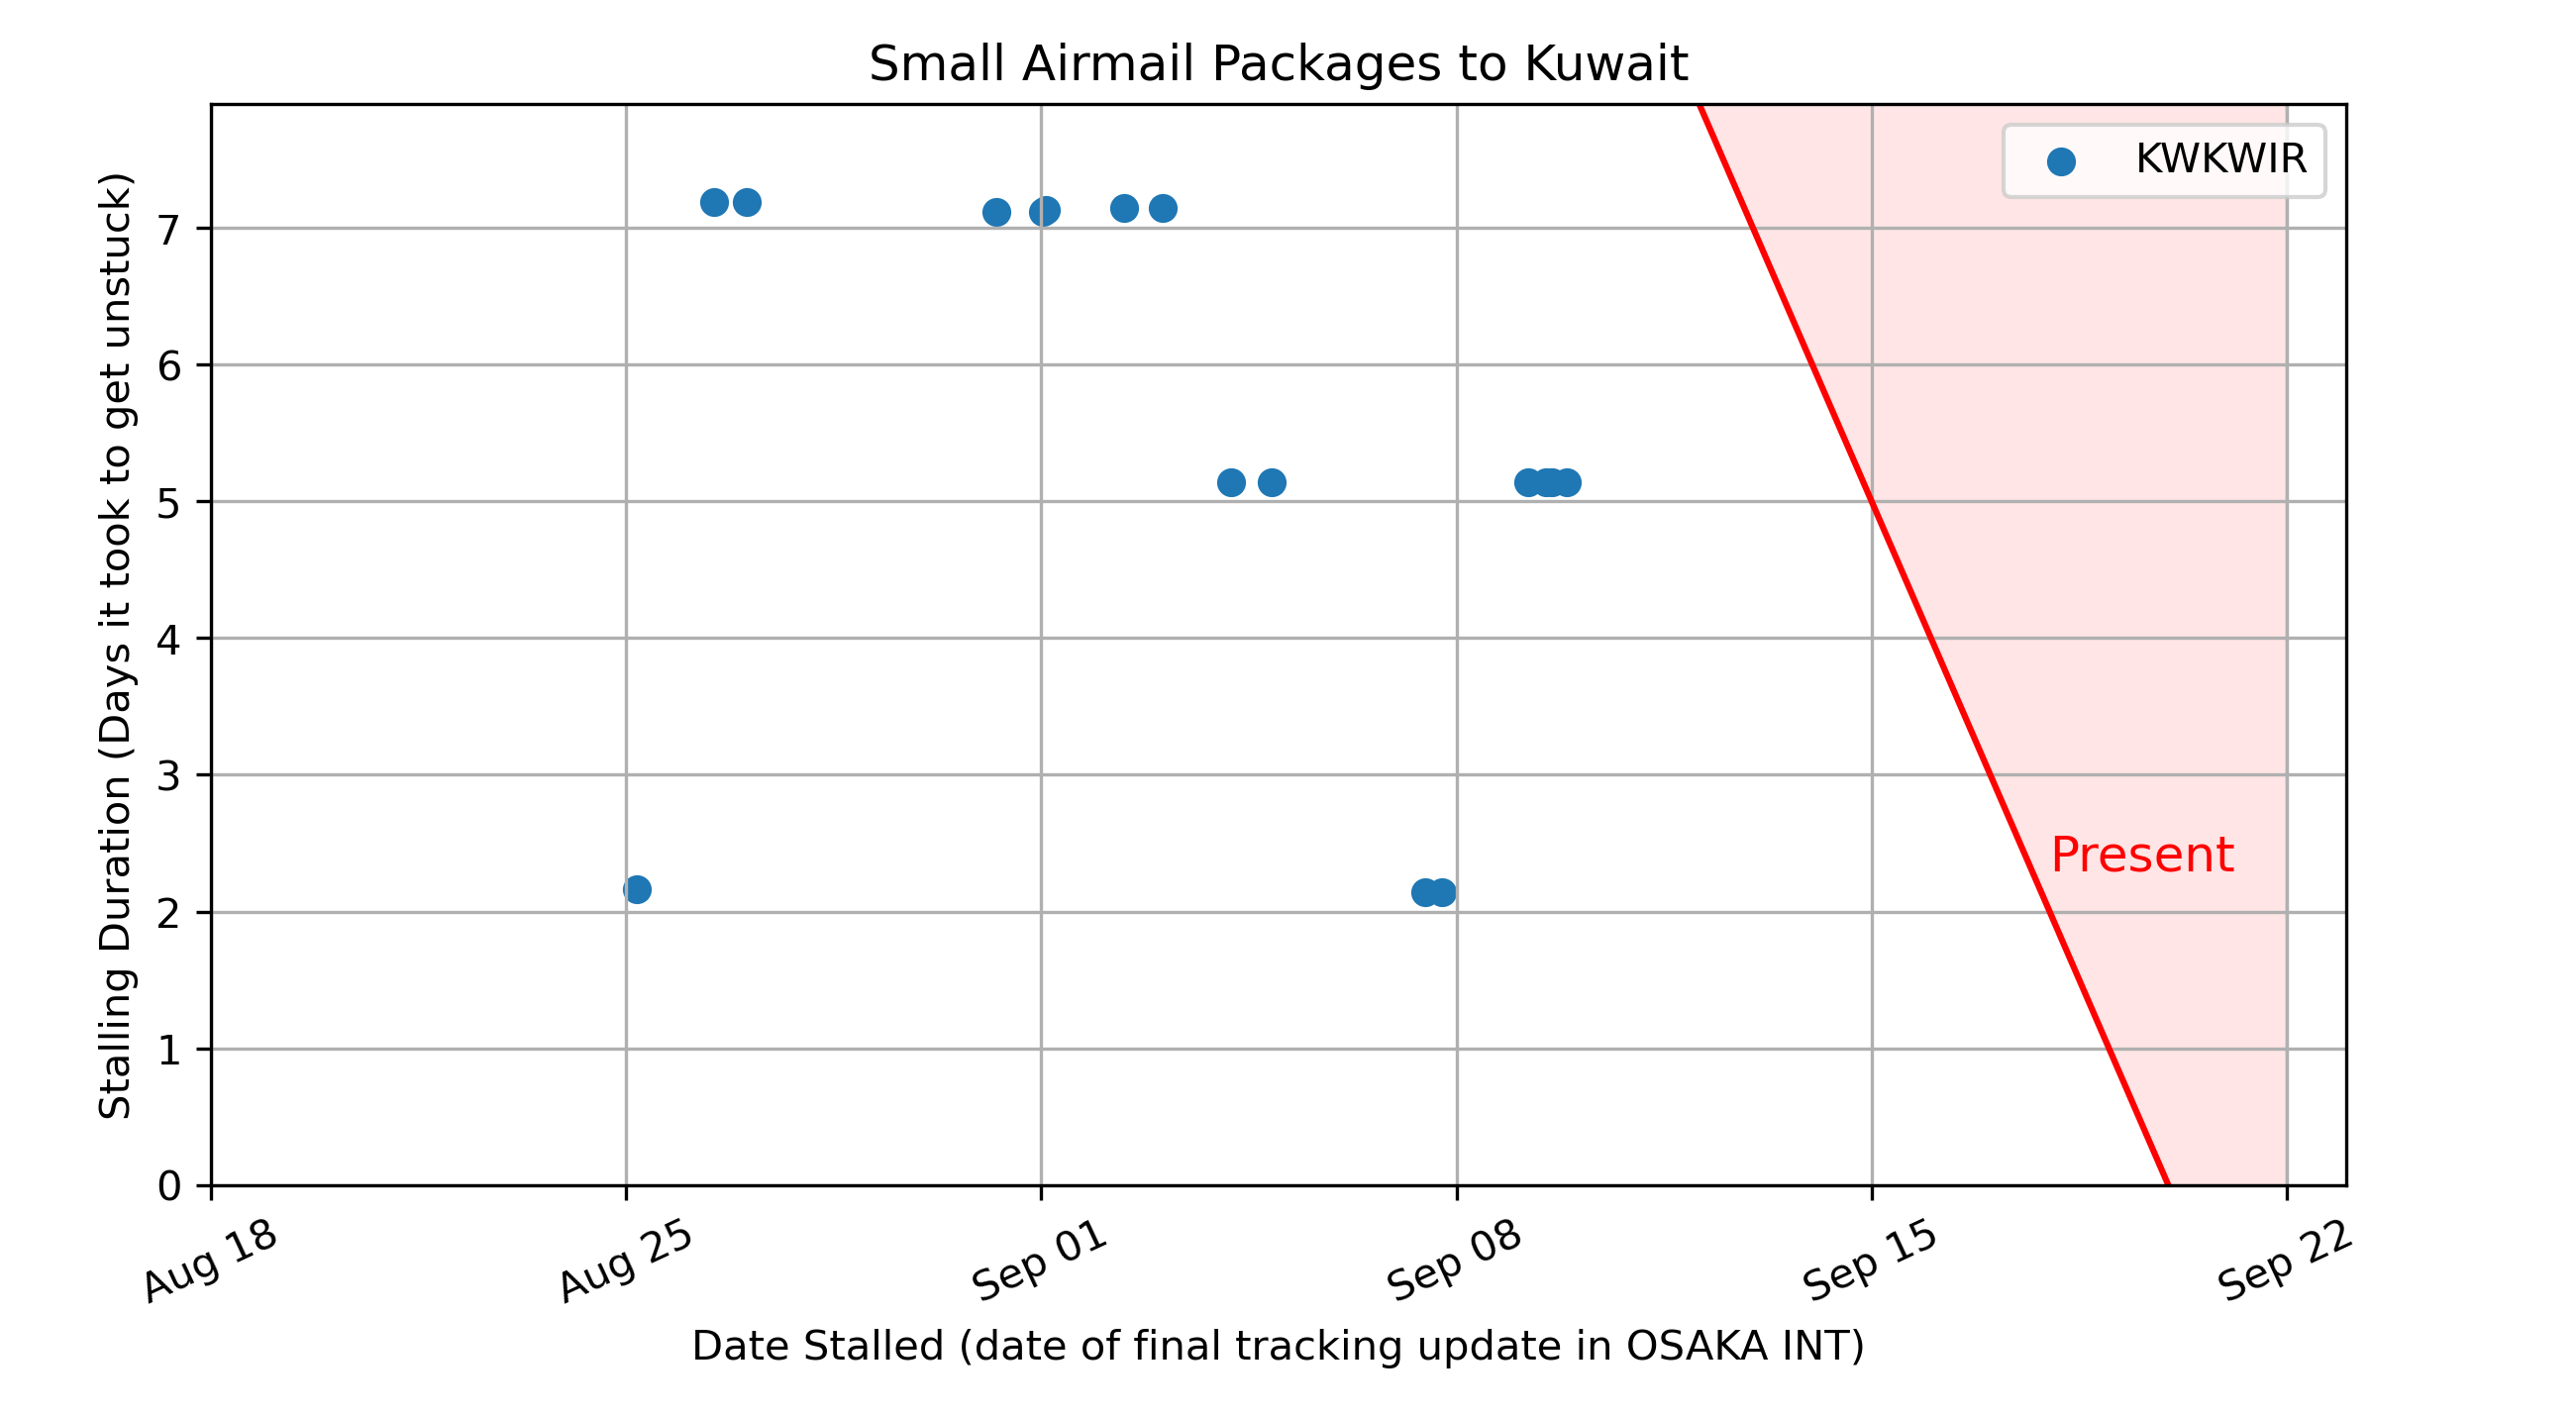 Small Airmail Packages to Kuwait
KWKWIR
Stalling Duration (Days it took to get unstuck)
7
6
5
4
3
2
1
0
Present
Aug 18
Aug 25
Sep 01
Sep 08
Sep 15
Sep 22
Date Stalled (date of final tracking update in OSAKA INT)